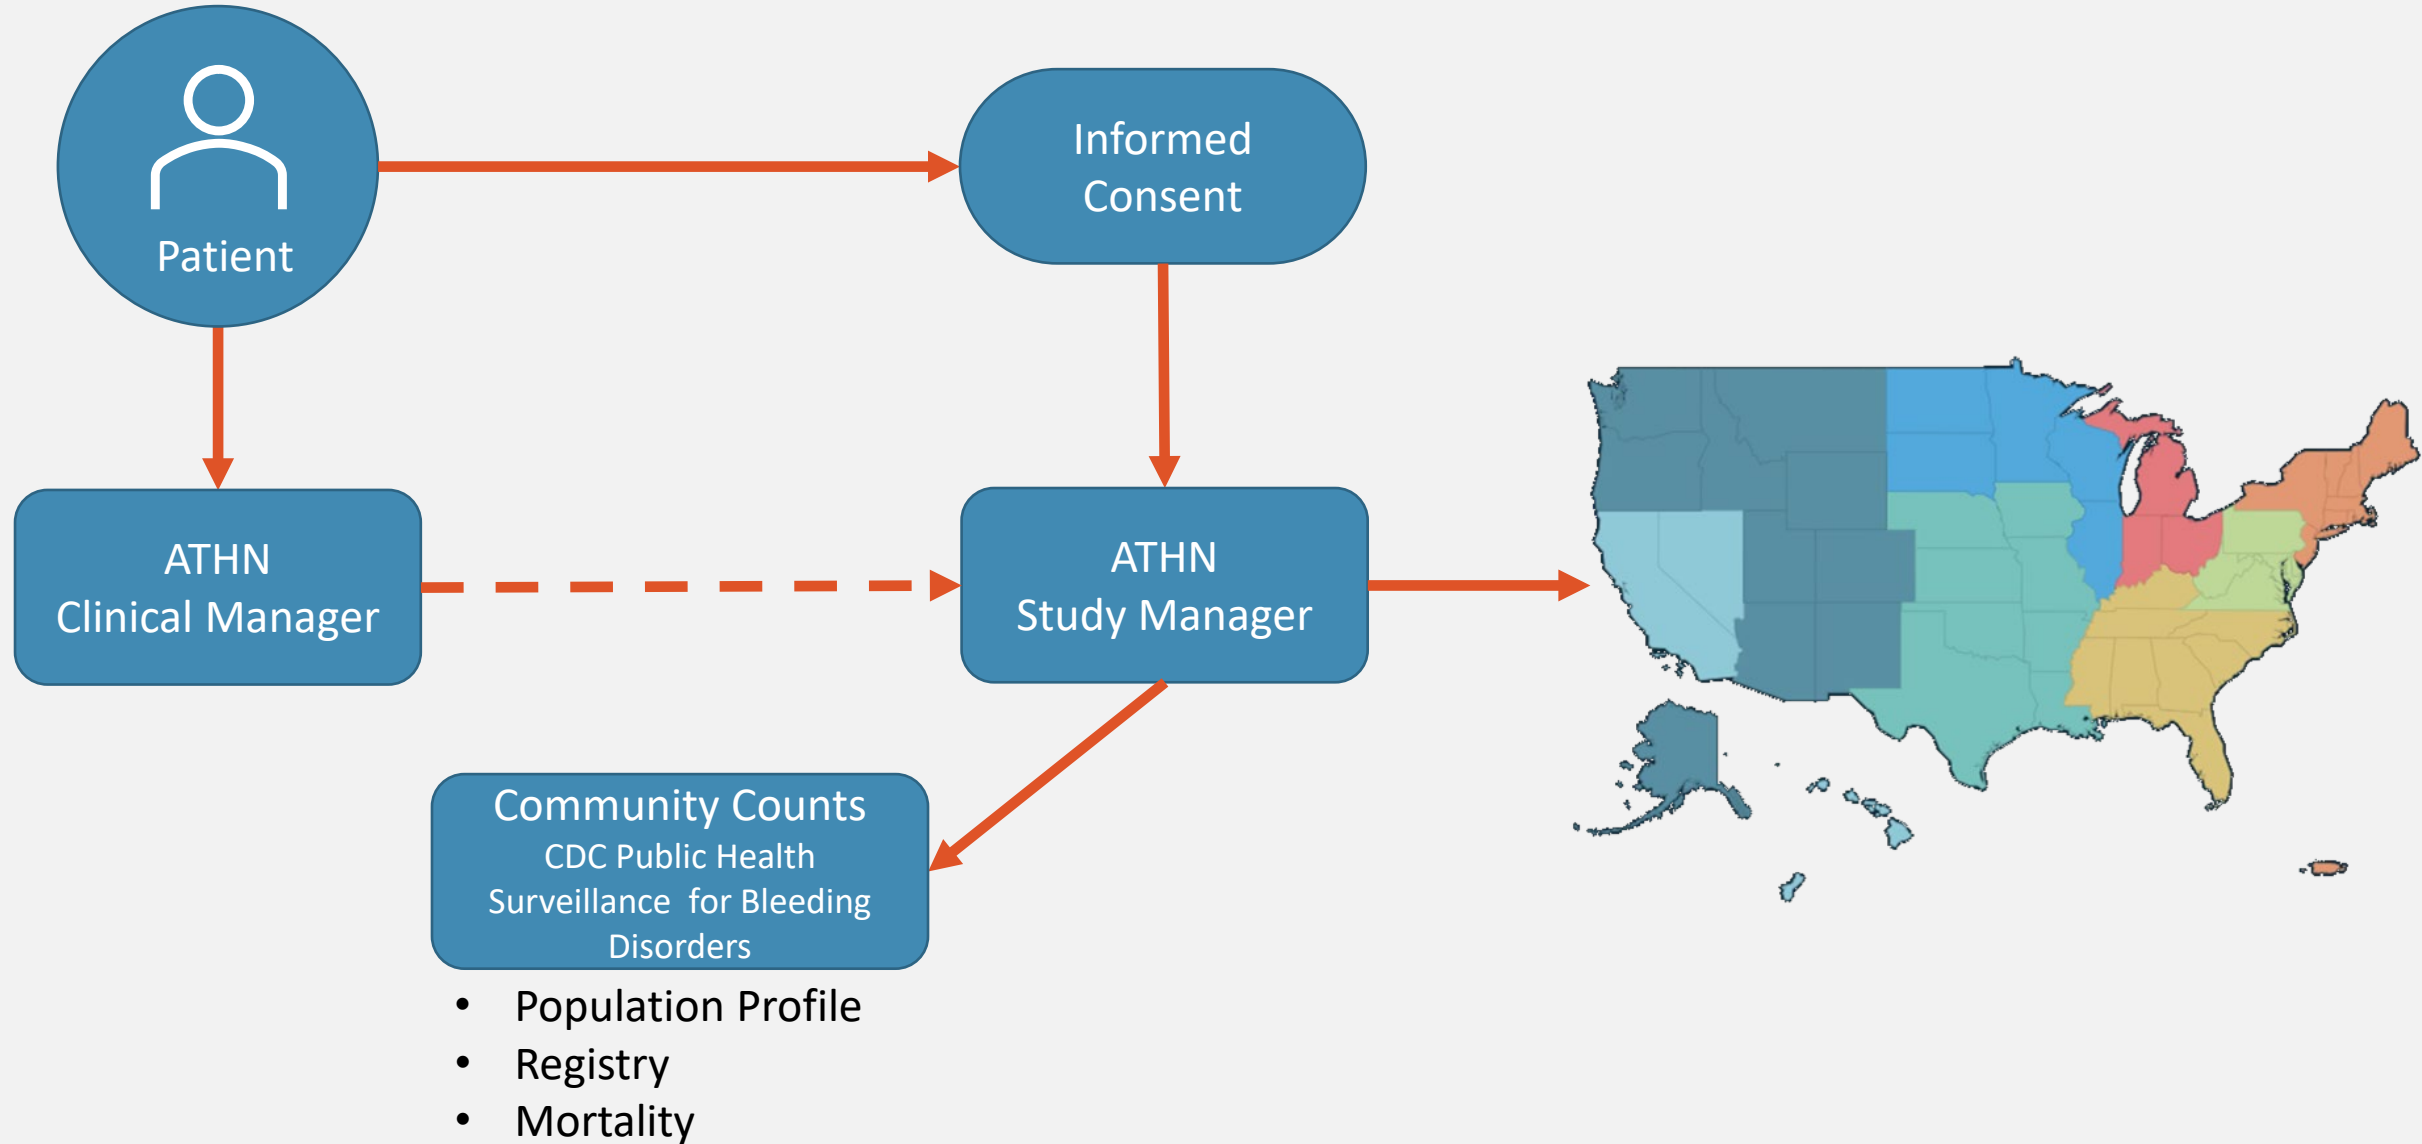 Patient
Informed
Consent
ATHN
Clinical Manager
ATHN
Study Manager
Community Counts
CDC Public Health
Surveillance  for Bleeding
Disorders
• Population Profile
• Registry
• Mortality